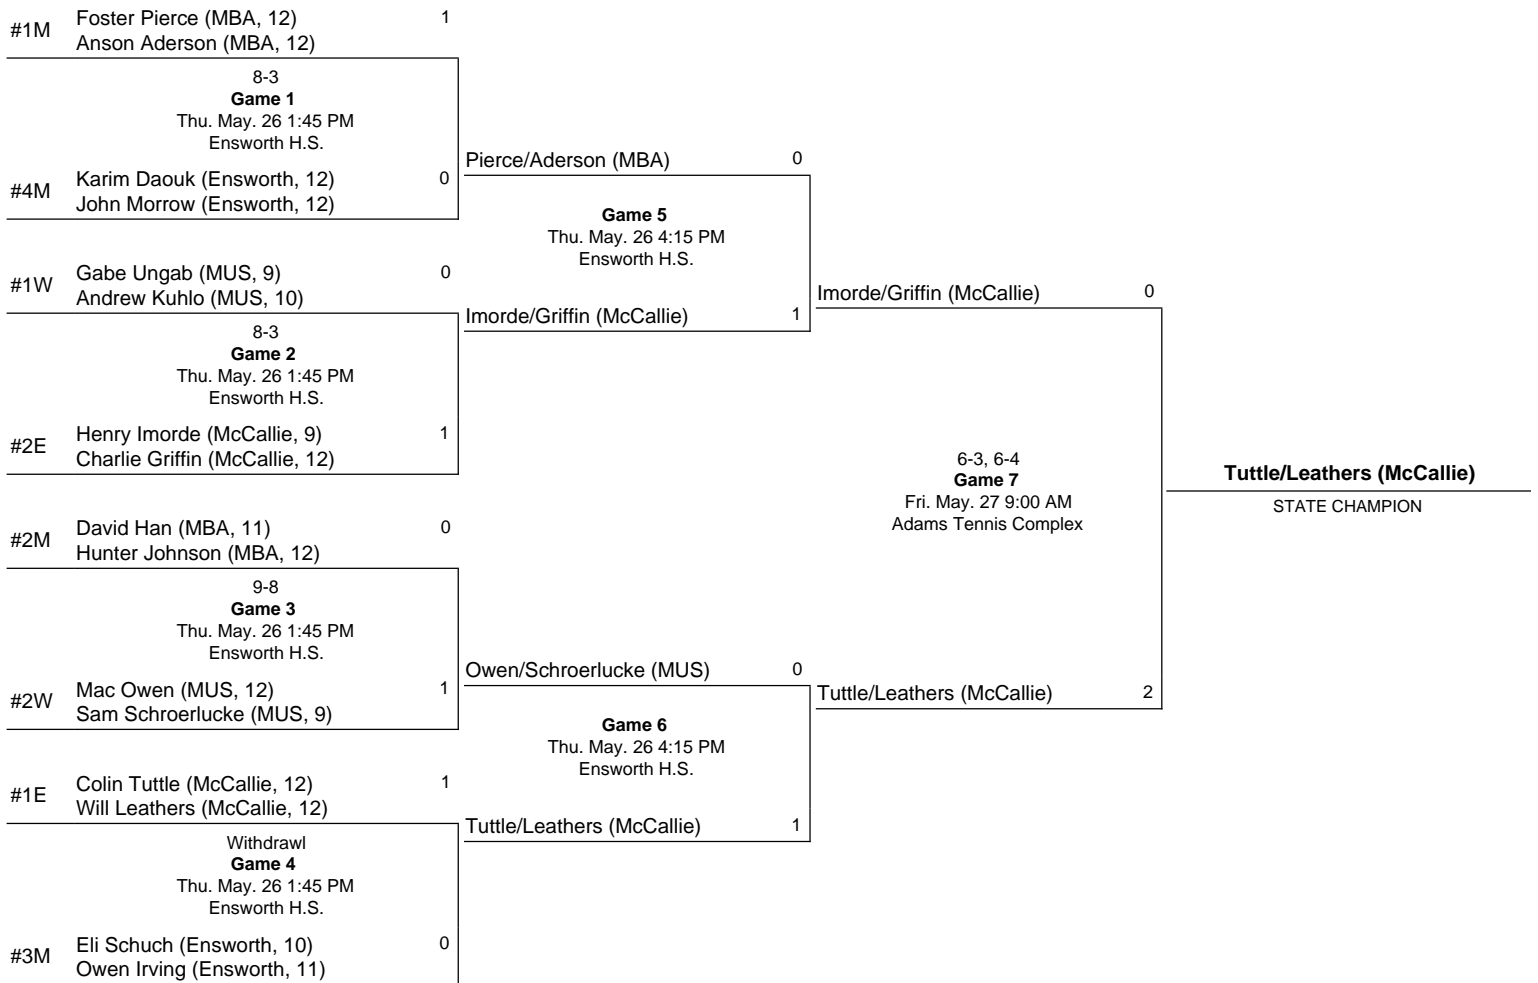 #1M
Foster Pierce (MBA, 12) 1
Anson Aderson (MBA, 12)
8-3
Game 1
Thu. May. 26 1:45 PM
Ensworth H.S.
#4M
Karim Daouk (Ensworth, 12) 0
John Morrow (Ensworth, 12)
#1W
Gabe Ungab (MUS, 9) 0
Andrew Kuhlo (MUS, 10)
8-3
Game 2
Thu. May. 26 1:45 PM
Ensworth H.S.
#2E
Henry Imorde (McCallie, 9) 1
Charlie Griffin (McCallie, 12)
#2M
David Han (MBA, 11) 0
Hunter Johnson (MBA, 12)
9-8
Game 3
Thu. May. 26 1:45 PM
Ensworth H.S.
#2W
Mac Owen (MUS, 12) 1
Sam Schroerlucke (MUS, 9)
#1E
Colin Tuttle (McCallie, 12) 1
Will Leathers (McCallie, 12)
Withdrawl
Game 4
Thu. May. 26 1:45 PM
Ensworth H.S.
#3M
Eli Schuch (Ensworth, 10) 0
Owen Irving (Ensworth, 11)
Pierce/Aderson (MBA) 0
Game 5
Thu. May. 26 4:15 PM
Ensworth H.S.
Imorde/Griffin (McCallie) 1
Owen/Schroerlucke (MUS) 0
Game 6
Thu. May. 26 4:15 PM
Ensworth H.S.
Tuttle/Leathers (McCallie) 1
Imorde/Griffin (McCallie) 0
6-3, 6-4
Game 7
Fri. May. 27 9:00 AM
Adams Tennis Complex
Tuttle/Leathers (McCallie) 2
Tuttle/Leathers (McCallie)
STATE CHAMPION